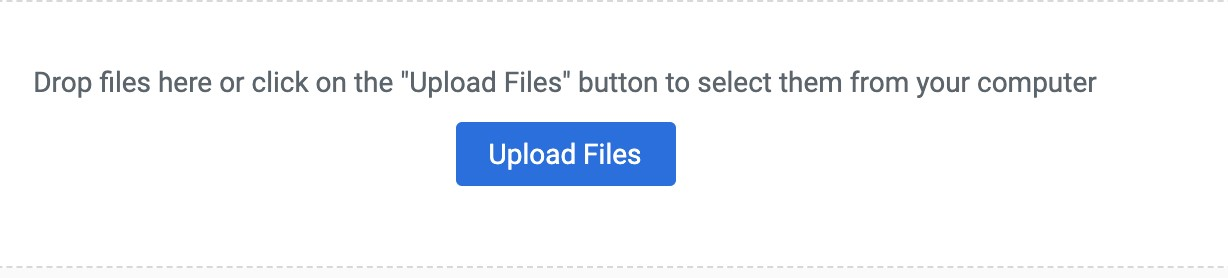 Drop files here or click on the "Upload Files" button to select them from your computer
Upload Files